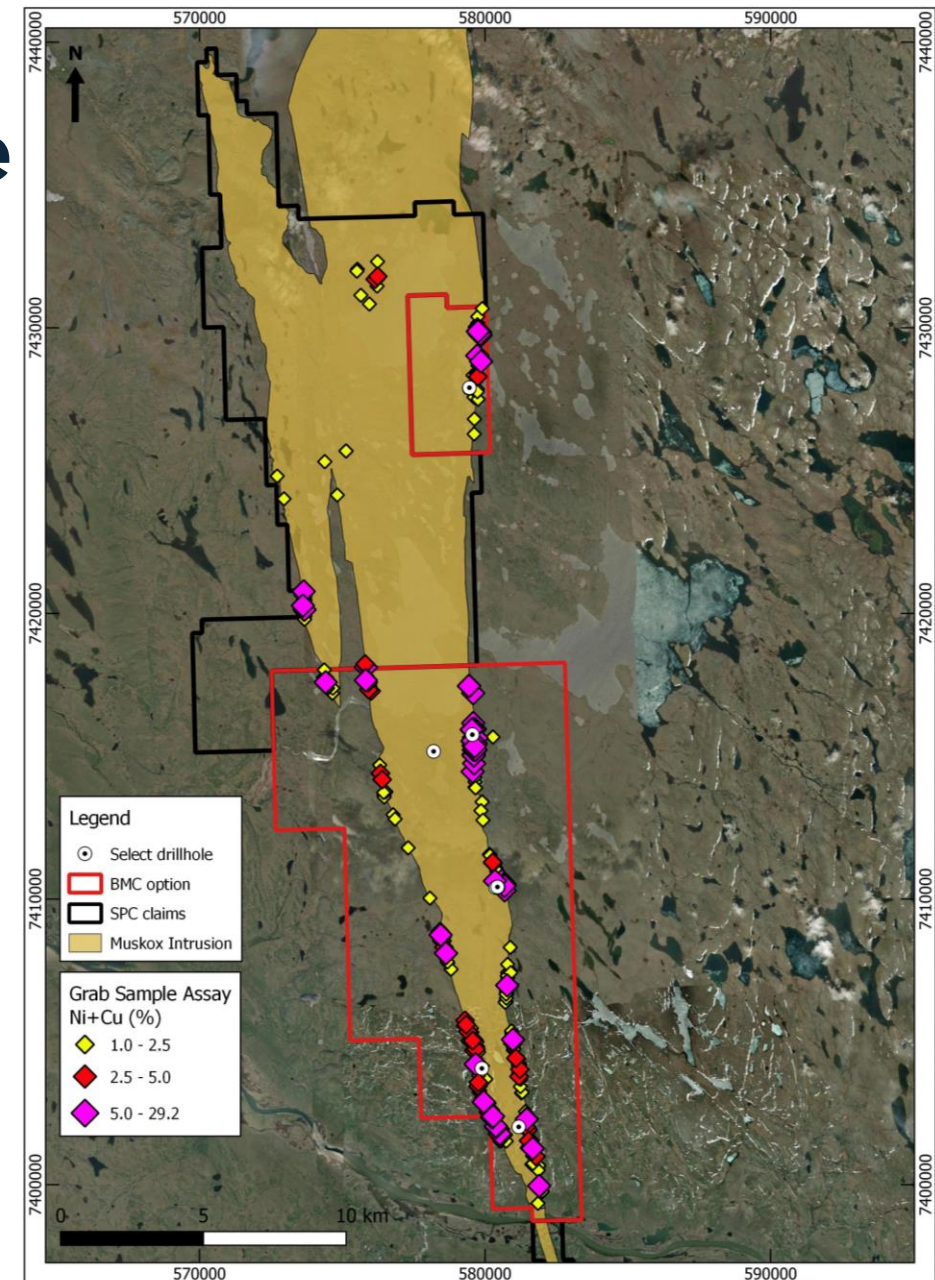 570000 580000 590000
7440000 7440000
N
e
7430000 7430000
7420000 7420000
7410000 7410000
7400000 7400000
Legend
Select drillhole
BMC option
SPC claims
Muskox Intrusion
Grab Sample Assay
Ni+Cu (%)
1.0 - 2.5
2.5 - 5.0
5.0 - 29.2
0 5 10 km
570000 580000 590000